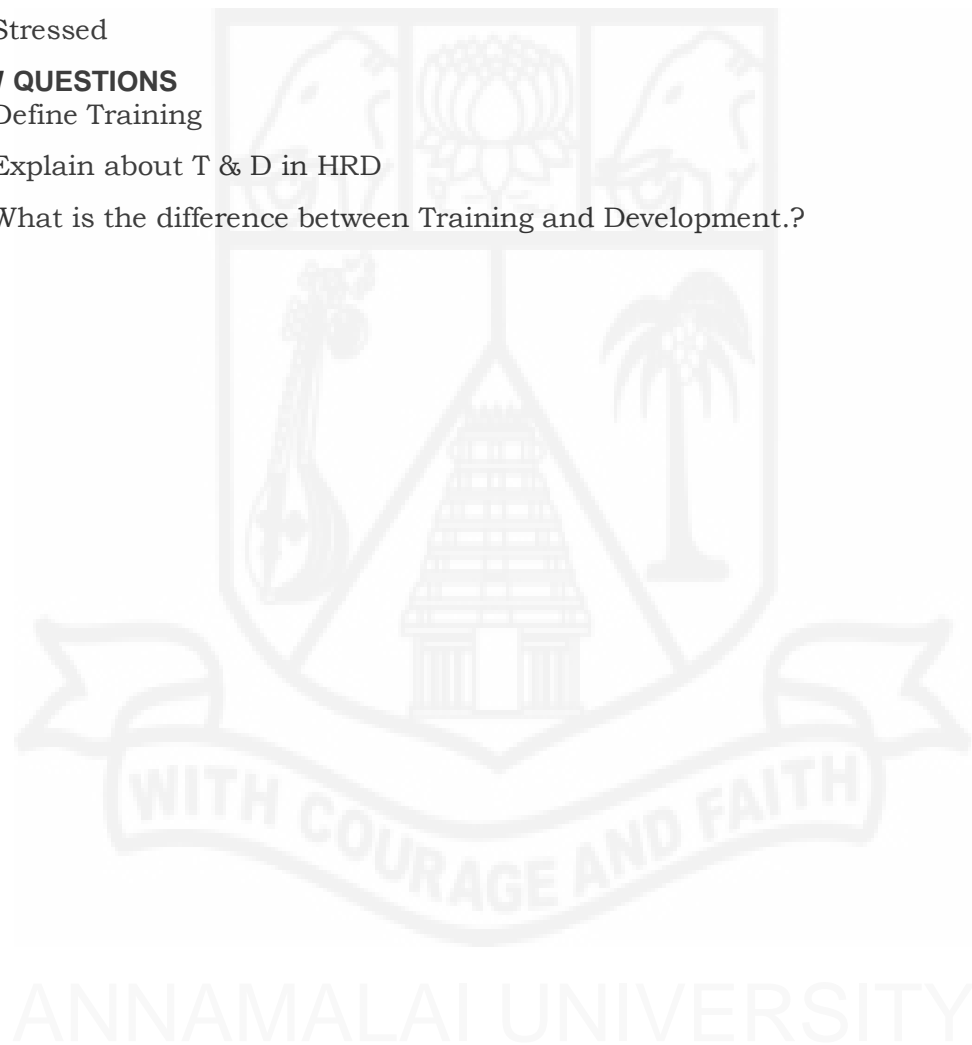 Stressed
QUESTIONS
Define Training
Explain about T & D in HRD
What is the difference between Training and Development.?
WITH COURAGE AND FAITH
ANNAMALAI UNIVERSITY